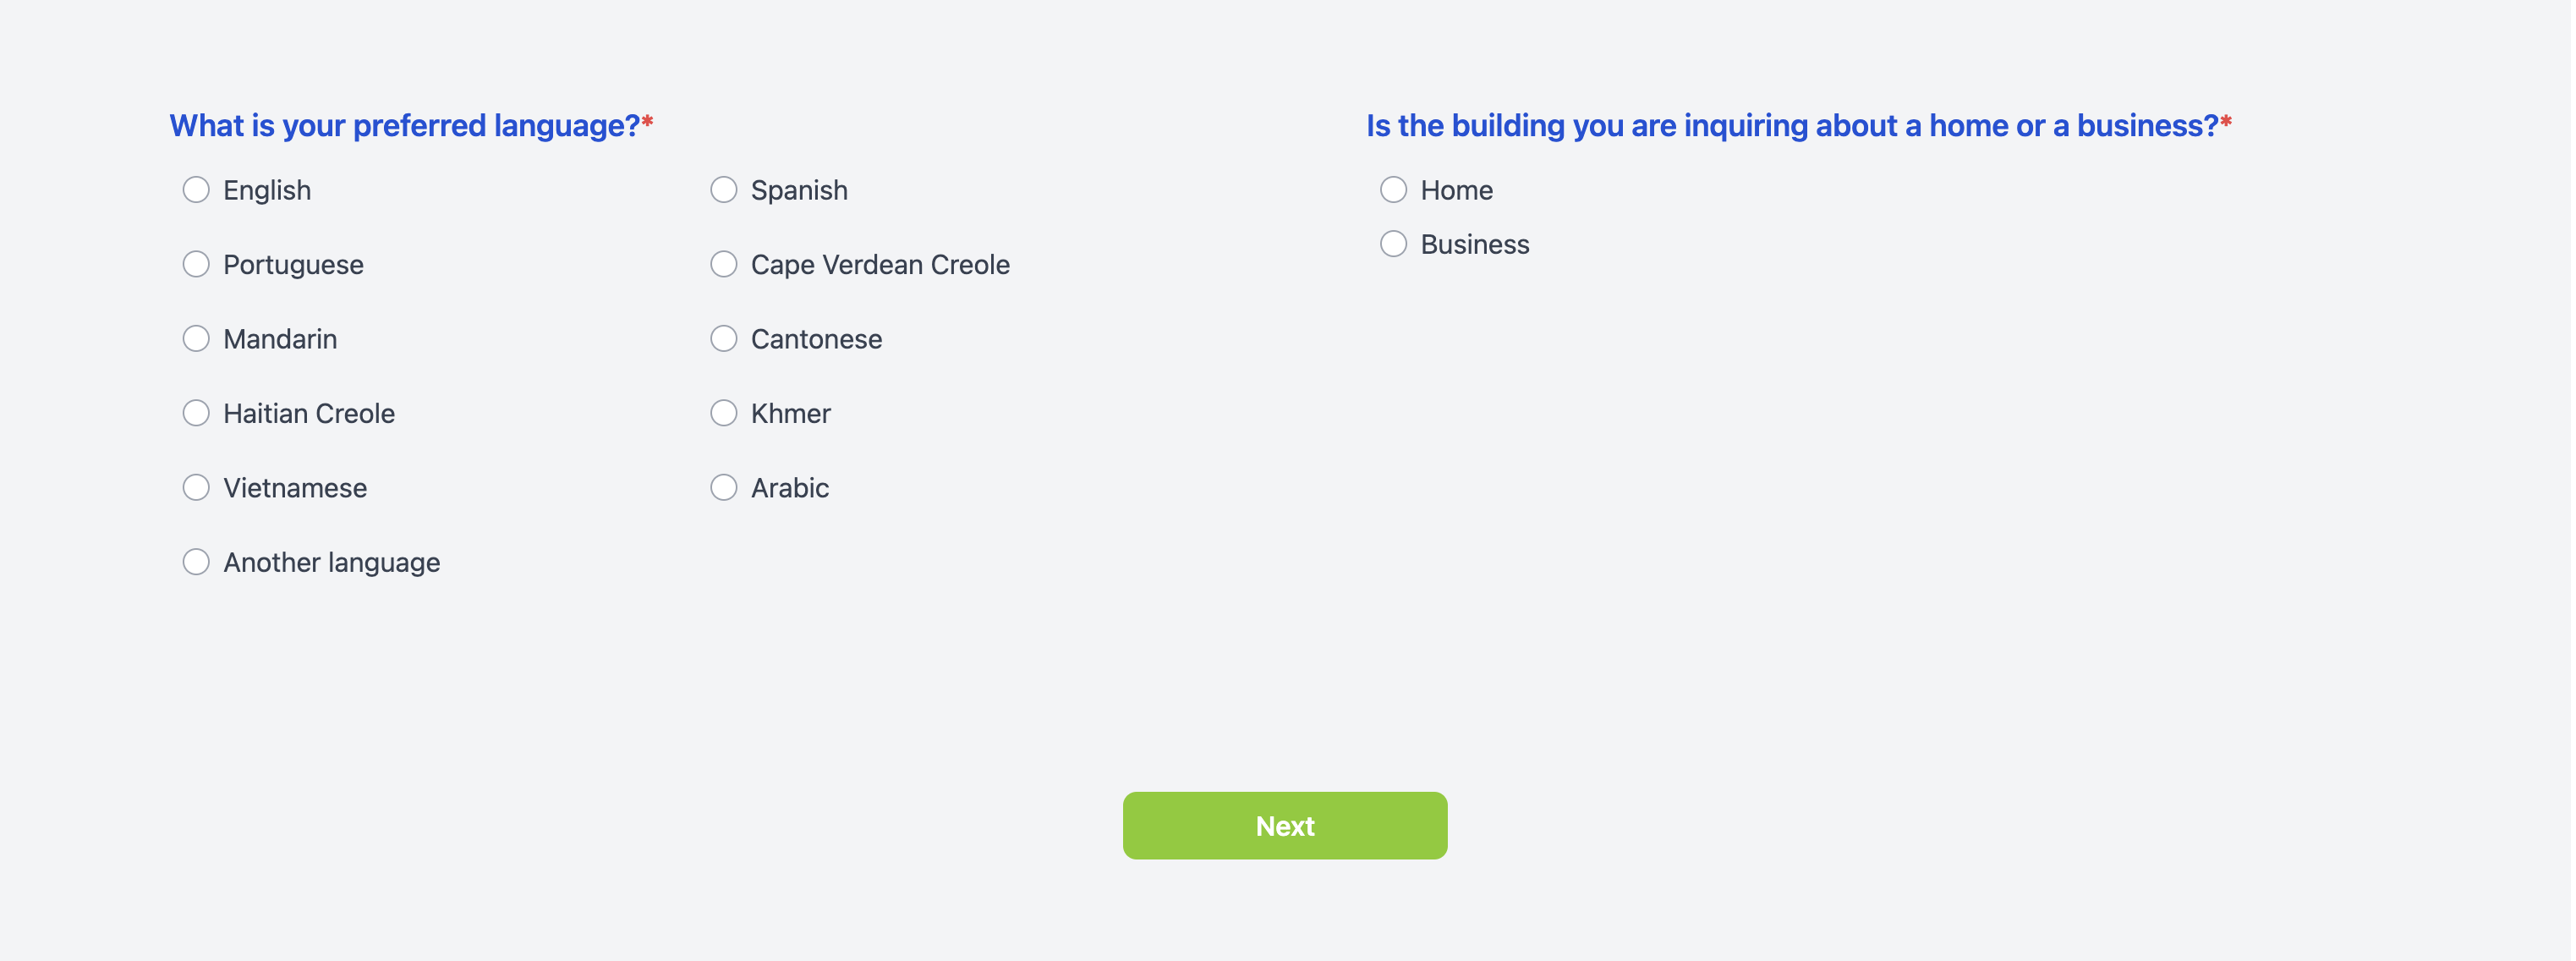 What is your preferred language?*
English
Spanish
Portuguese
Cape Verdean Creole
Mandarin
Cantonese
Haitian Creole
Khmer
Vietnamese
Arabic
Another language
Is the building you are inquiring about a home or a business?*
Home
Business
Next